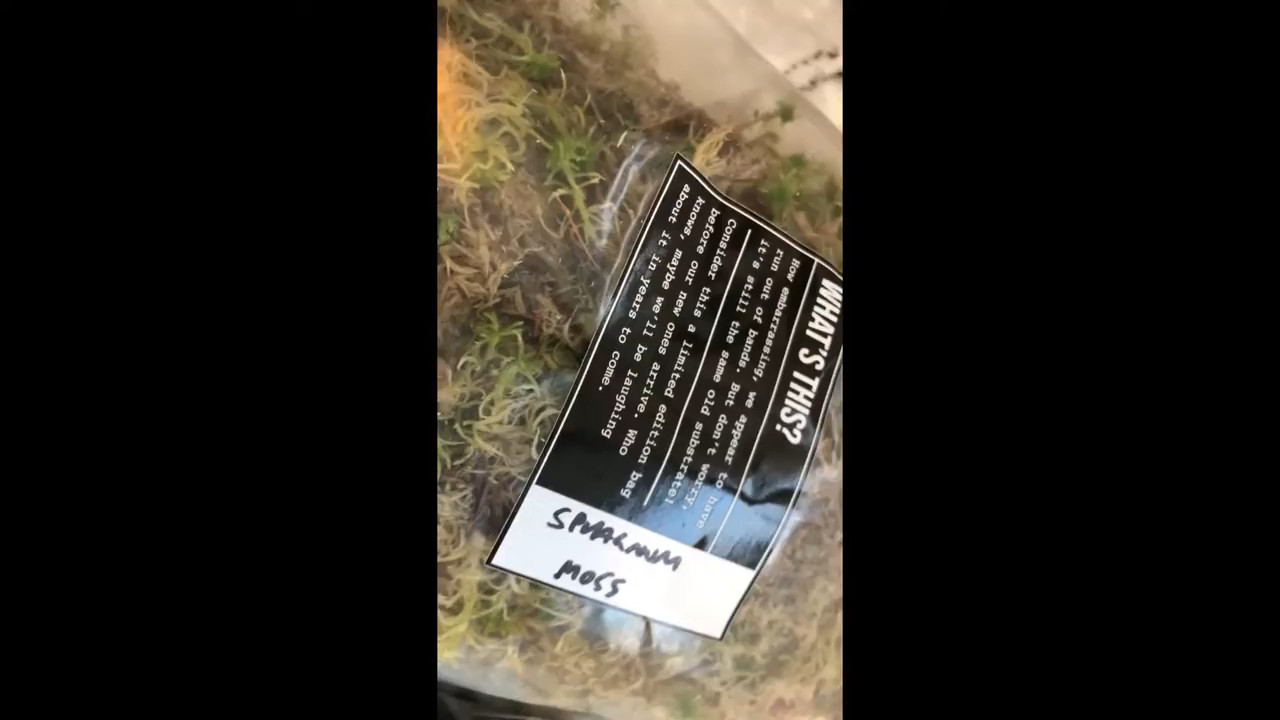 WHAT'S THIS?
How embarrassing, we appear to have
run out of bands. But don't worry,
it's still the same old substrate!
Consider this a limited edition bag
before our new ones arrive. Who
knows, maybe we'll be laughing
about it in years to come.
SPHAGNUM
MOSS